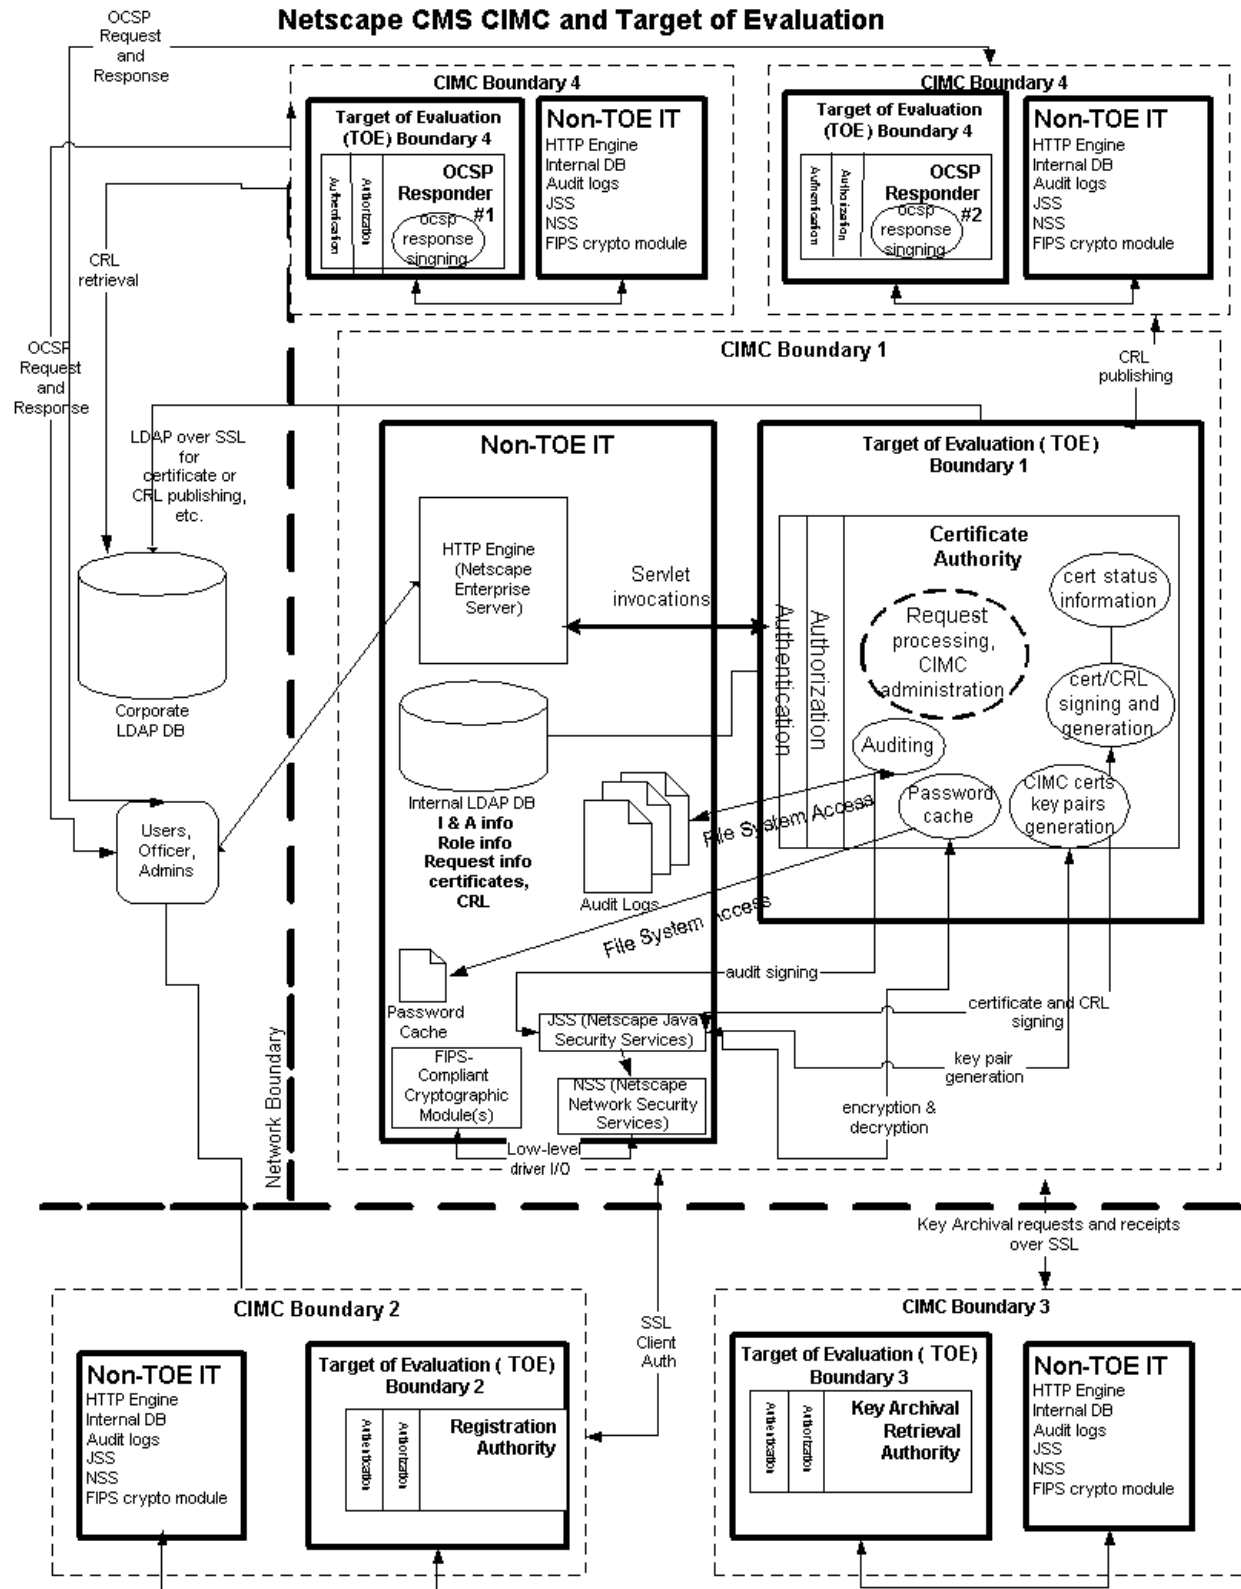 Netscape CMS CIMC and Target of Evaluation
OCSP
Request
and
Response
CIMC Boundary 4
Target of Evaluation
(TOE) Boundary 4
Authentication
Authorization
OCSP
Responder
#1
ocsp
response
singning
Non-TOE IT
HTTP Engine
Internal DB
Audit logs
JSS
NSS
FIPS crypto module
CIMC Boundary 4
Target of Evaluation
(TOE) Boundary 4
Authentication
Authorization
OCSP
Responder
#2
ocsp
response
singning
Non-TOE IT
HTTP Engine
Internal DB
Audit logs
JSS
NSS
FIPS crypto module
CRL
retrieval
OCSP
Request
and
Response
LDAP over SSL
for
certificate or
CRL publishing,
etc.
Corporate
LDAP DB
Users,
Officer,
Admins
Network Boundary
CRL
publishing
CIMC Boundary 1
Non-TOE IT
HTTP Engine
(Netscape
Enterprise
Server)
Servlet
invocations
Internal LDAP DB
I & A info
Role info
Request info
certificates,
CRL
Audit Logs
File System Access
File System Access
Password
Cache
FIPS-
Compliant
Cryptographic
Module(s)
JSS (Netscape Java
Security Services)
NSS (Netscape
Network Security
Services)
Low-level
driver I/O
Target of Evaluation ( TOE)
Boundary 1
Authentication
Authorization
Certificate
Authority
Request
processing,
CIMC
administration
cert status
information
cert/CRL
signing and
generation
Auditing
Password
cache
CIMC certs
key pairs
generation
audit signing
certificate and CRL
signing
key pair
generation
encryption &
decryption
Key Archival requests and receipts
over SSL
SSL
Client
Auth
CIMC Boundary 2
Non-TOE IT
HTTP Engine
Internal DB
Audit logs
JSS
NSS
FIPS crypto module
Target of Evaluation ( TOE)
Boundary 2
Authentication
Authorization
Registration
Authority
CIMC Boundary 3
Target of Evaluation ( TOE)
Boundary 3
Authentication
Authorization
Key Archival
Retrieval
Authority
Non-TOE IT
HTTP Engine
Internal DB
Audit logs
JSS
NSS
FIPS crypto module